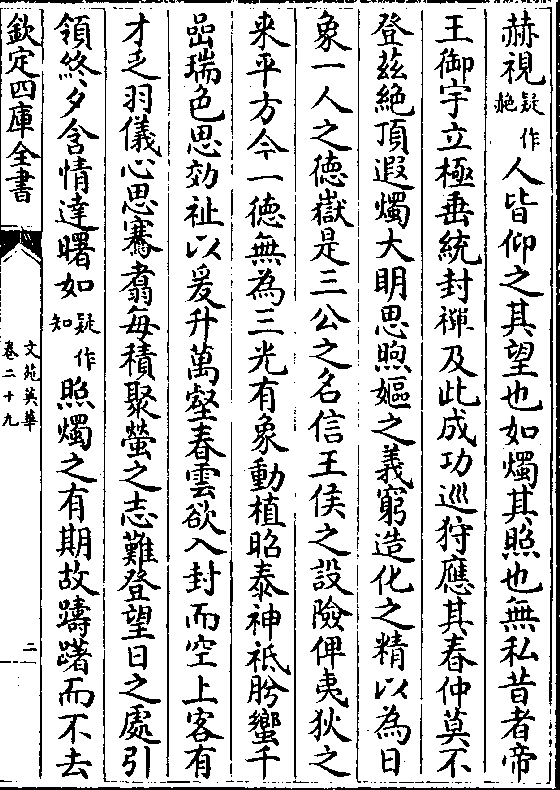 赫視疑作赩人皆仰之其望也如燭其照也無私昔者帝
王御宇立極垂統封禪及此成功巡狩應其春仲莫不
登茲絶頂遐燭大明思煦嫗之義窮造化之精以為日
象一人之德嶽是三公之名信王侯之設險俾夷狄之
来平方今一徳無為三光有象動植昭泰神祗肹蠁千
嵒瑞色思効祉以爰升萬壑春雲欲入封而空上客有
才乏羽儀心思騫翥每積聚螢之志難登望日之處引
領終夕含情達曙如疑作知照燭之有期故躊躇而不去
欽定四庫全書
文苑英華
卷二十九
二